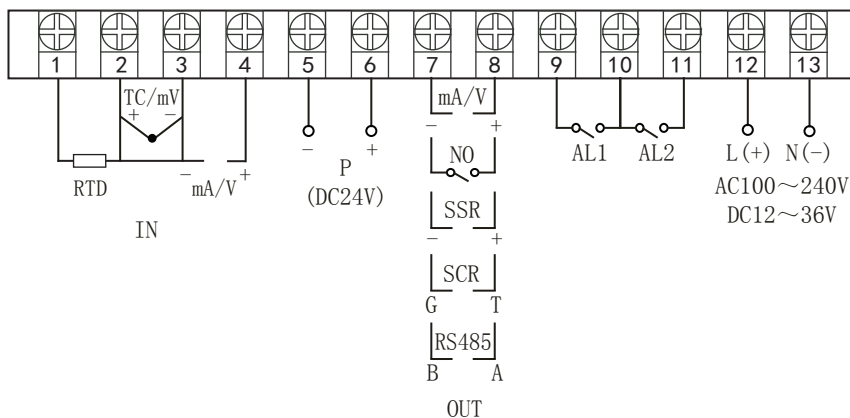 1 2 3 4 5 6 7 8 9 10 11 12 13
TC/mV
+ -
RTD
- mA/V +
IN
- +
P
(DC24V)
mA/V
- +
NO
SSR
- +
SCR
G T
RS485
B A
OUT
AL1 AL2
L(+) N(-)
AC100～240V
DC12～36V